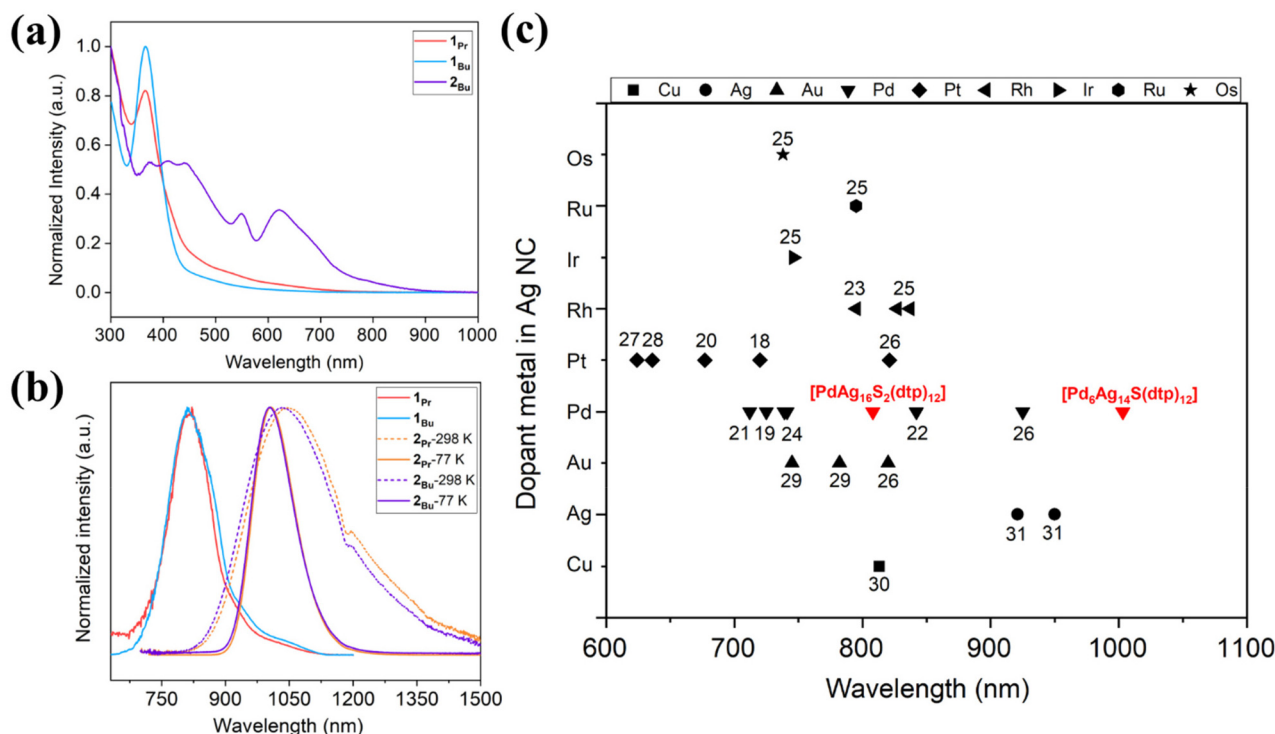 (a)
1Pr
1Bu
2Bu
Normalized Intensity (a.u.)
1.0
0.8
0.6
0.4
0.2
0.0
300 400 500 600 700 800 900 1000
Wavelength (nm)
(b)
1Pr
1Bu
2Pr-298 K
2Pr-77 K
2Bu-298 K
2Bu-77 K
Normalized intensity (a.u.)
750 900 1050 1200 1350 1500
Wavelength (nm)
(c)
Cu Ag Au Pd Pt Rh Ir Ru Os
Dopant metal in Ag NC
Os
25
Ru
25
Ir
25
Rh
23 25
Pt
27 28 20 18 26
Pd
[PdAg16S2(dtp)12] [Pd6Ag14S(dtp)12]
21 19 24 22 26
Au
29 29 26
Ag
31 31
Cu
30
600 700 800 900 1000 1100
Wavelength (nm)